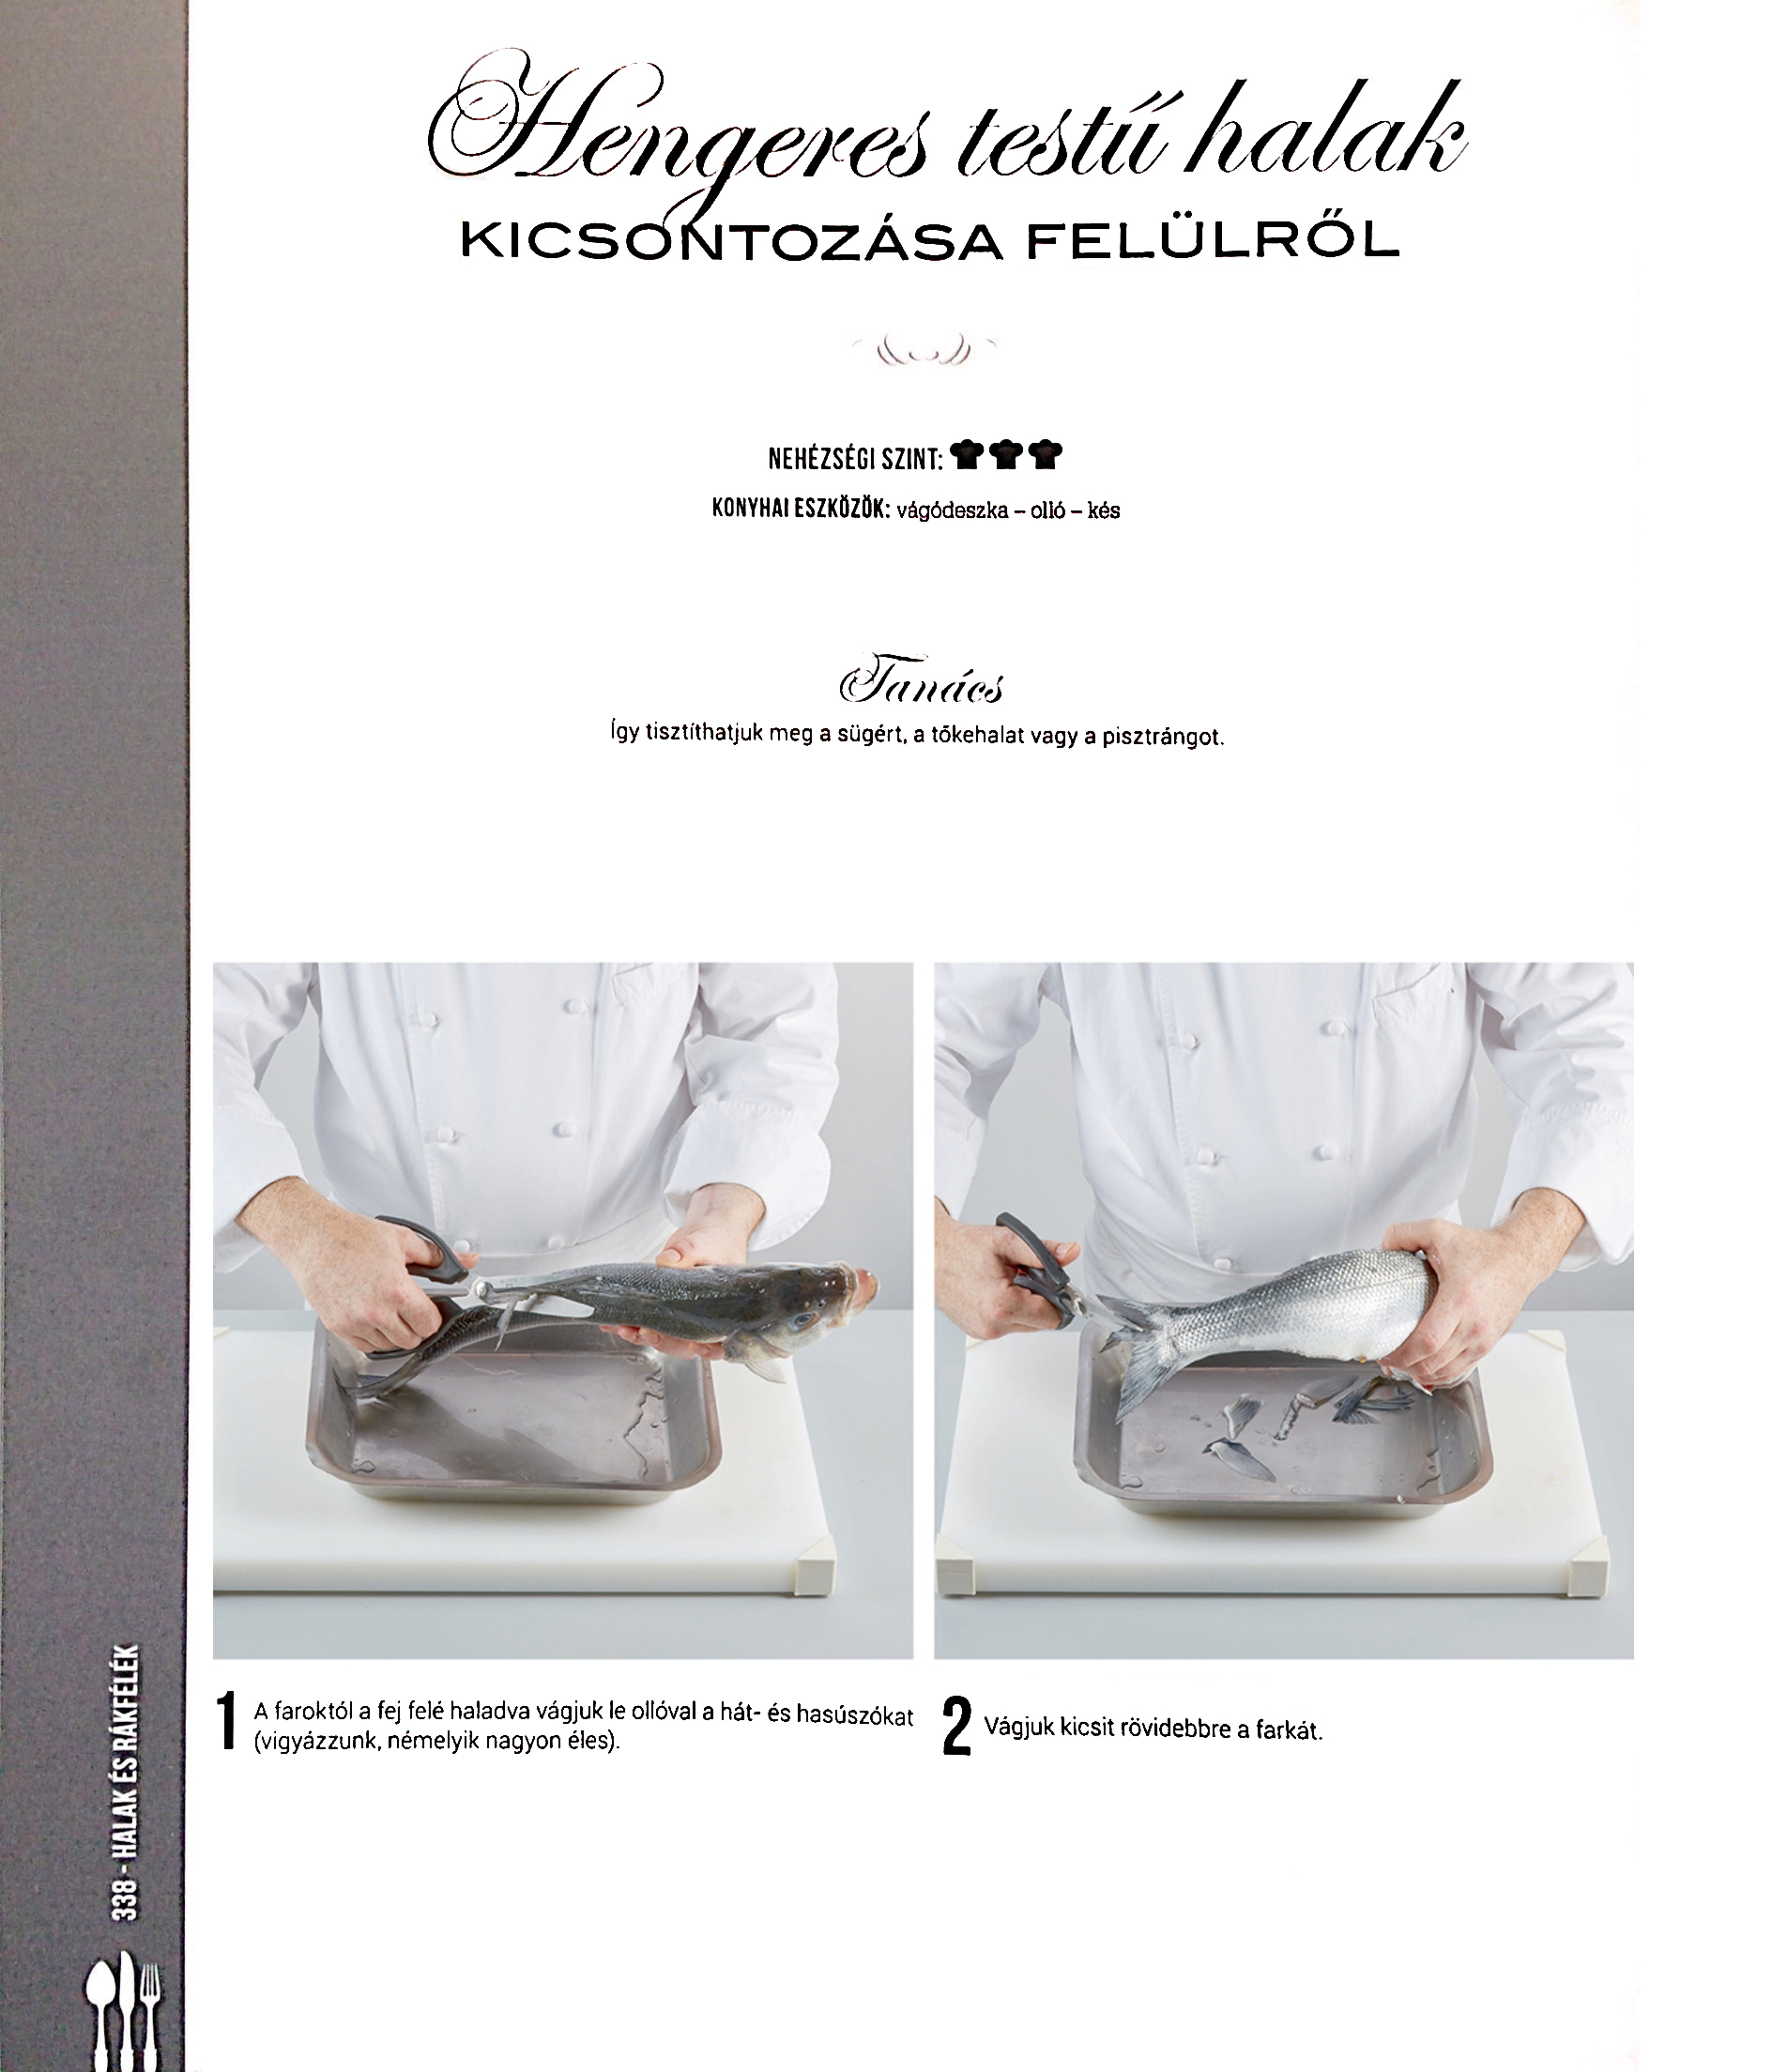 Hengeres testű halak
KICSONTOZÁSA FELÜLRŐL
NEHÉZSÉGI SZINT:
KONYHAI ESZKÖZÖK: vágódeszka – olló – kés
Tanács
Így tisztíthatjuk meg a sügért, a tőkehalat vagy a pisztrángot.
1 A faroktól a fej felé haladva vágjuk le ollóval a hát- és hasúszókat
(vigyázzunk, némelyik nagyon éles).
2 Vágjuk kicsit rövidebbre a farkát.
338 - HALAK ÉS RÁKFÉLÉK